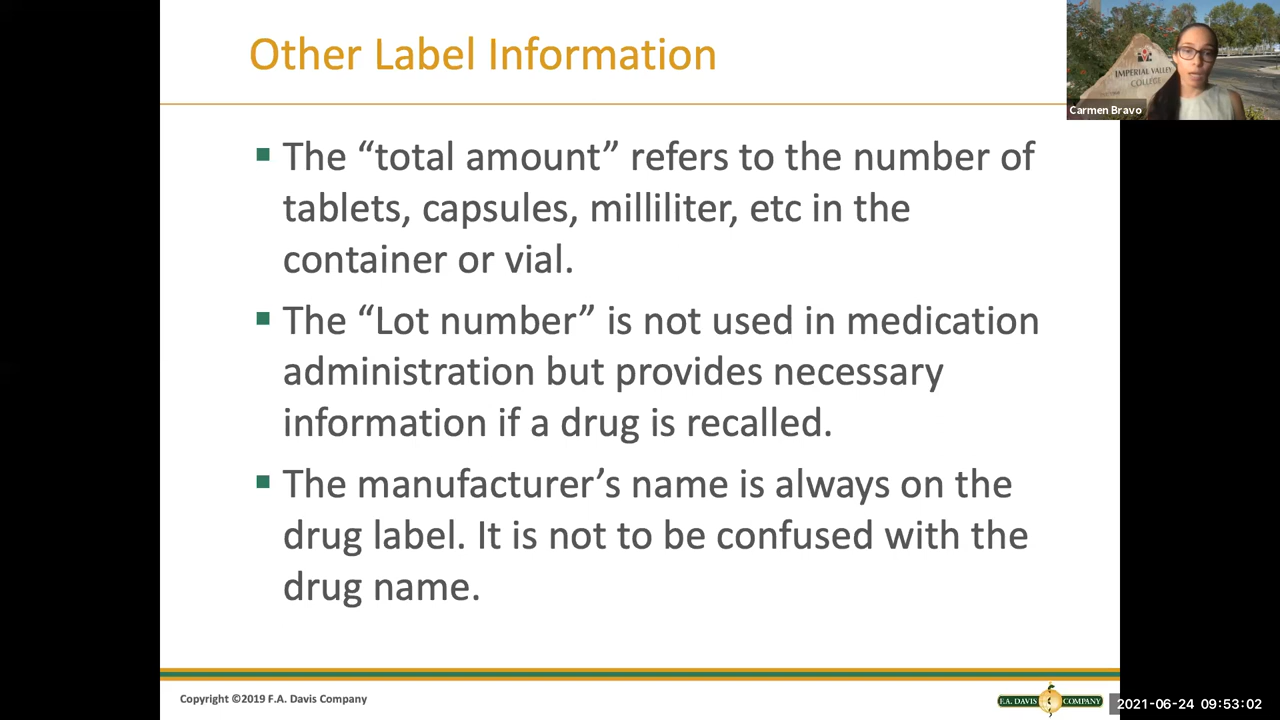 Other Label Information
IMPERIAL VALLEY
COLLEGE
Carmen Bravo
▪ The “total amount” refers to the number of
tablets, capsules, milliliter, etc in the
container or vial.
▪ The “Lot number” is not used in medication
administration but provides necessary
information if a drug is recalled.
▪ The manufacturer’s name is always on the
drug label. It is not to be confused with the
drug name.
Copyright ©2019 F.A. Davis Company
F.A. DAVIS COMPANY
2021-06-24 09:53:02